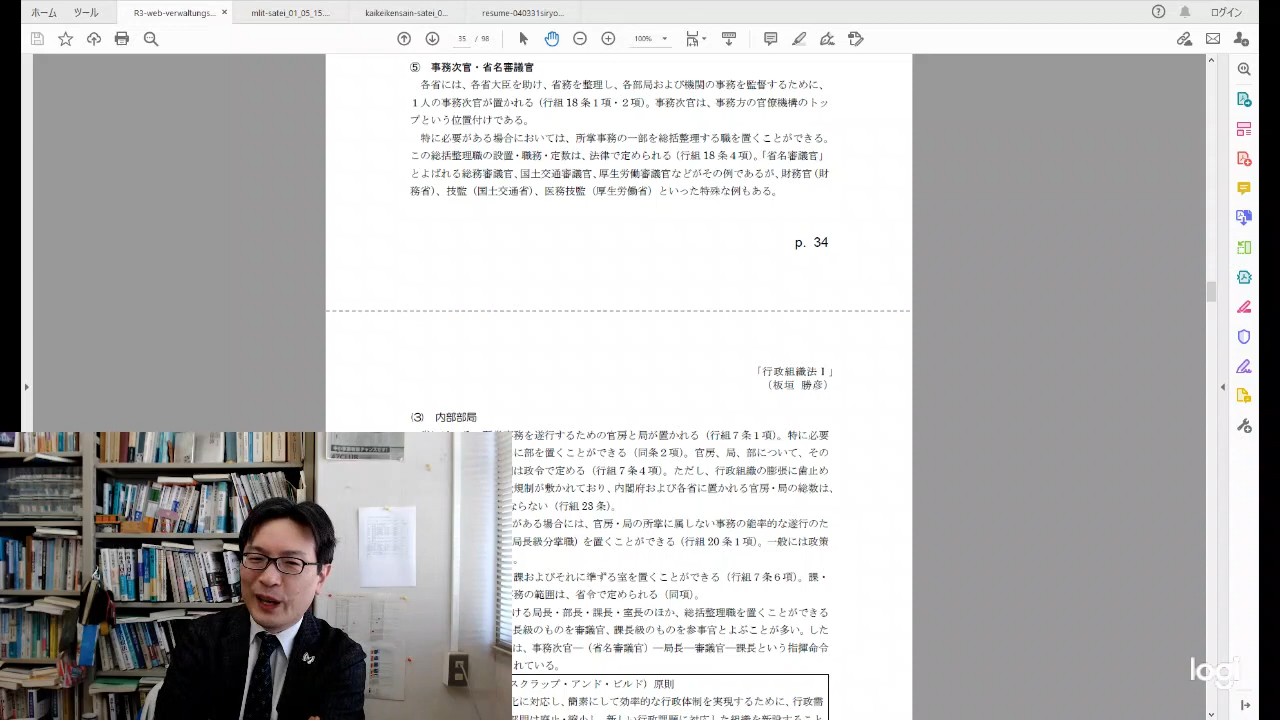 ホーム
ツール
R3-web-verwaltungs... ×
mlit-satei_01_05_15....
kaikeikensain-satei_0...
resume-040331siryo...
ログイン
35 / 98
100%
⑤ 事務次官・省名審議官
各省には、各省大臣を助け、省務を整理し、各部局および機関の事務を監督するために、
1人の事務次官が置かれる（行組 18 条1項・2項）。事務次官は、事務方の官僚機構のトッ
プという位置付けである。
特に必要がある場合においては、所掌事務の一部を総括整理する職を置くことができる。
この総括整理職の設置・職務・定数は、法律で定められる（行組 18 条4項）。「省名審議官」
とよばれる総務審議官、国土交通審議官、厚生労働審議官などがその例であるが、財務官（財
務省）、技監（国土交通省）、医務技監（厚生労働省）といった特殊な例もある。
p. 34
「行政組織法Ⅰ」
（板垣 勝彦）
⑶ 内部部局
務を遂行するための官房と局が置かれる（行組7条1項）。特に必要
に部を置くことができる（同条2項）。官房、局、部について、その
は政令で定める（行組7条4項）。ただし、行政組織の膨張に歯止め
規制が敷かれており、内閣府および各省に置かれる官房・局の総数は、
ならない（行組 23 条）。
がある場合には、官房・局の所掌に属しない事務の能率的な遂行のた
局長級分掌職）を置くことができる（行組 20 条1項）。一般には政策
。
課およびそれに準ずる室を置くことができる（行組7条6項）。課・
務の範囲は、省令で定められる（同項）。
ける局長・部長・課長・室長のほか、総括整理職を置くことができる
長級のものを審議官、課長級のものを参事官とよぶことが多い。した
は、事務次官―（省名審議官）―局長―審議官―課長という指揮命令
れている。
スクラップ・アンド・ビルド）原則
化に対応し、簡素にして効率的な行政体制を実現するために、行政需
logi